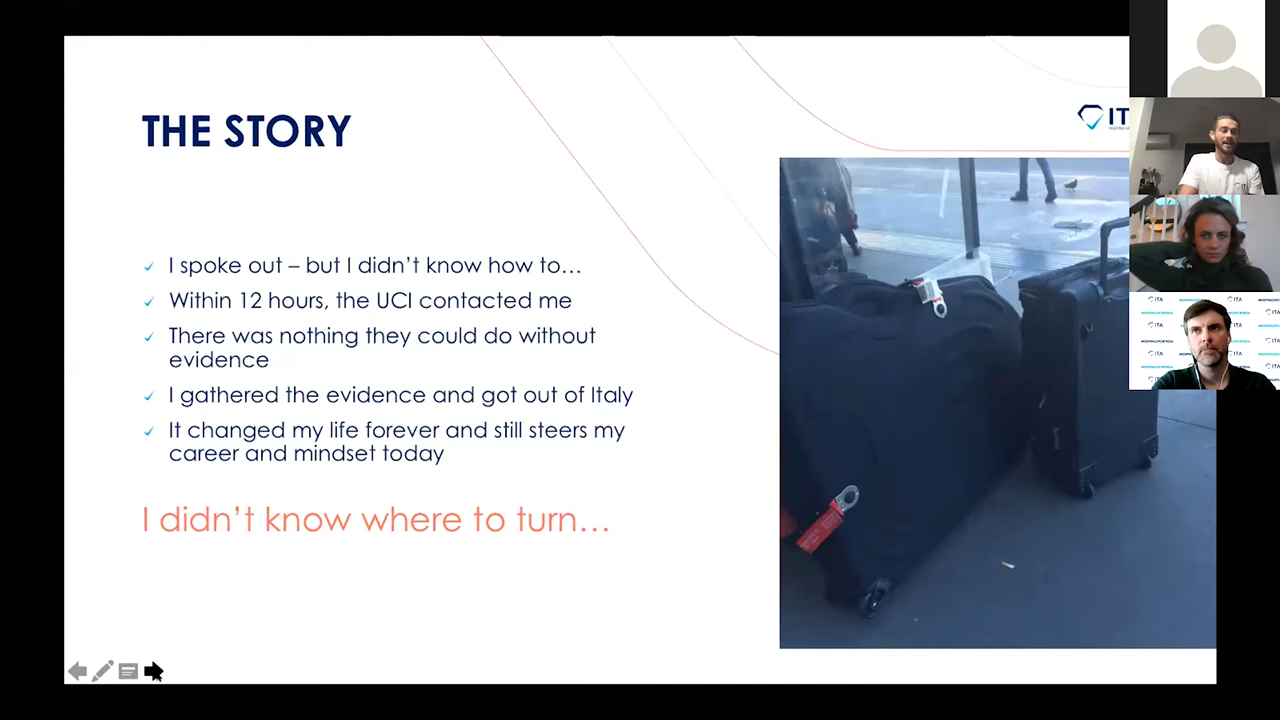 THE STORY
IT
I spoke out – but I didn't know how to…
Within 12 hours, the UCI contacted me
There was nothing they could do without
evidence
I gathered the evidence and got out of Italy
It changed my life forever and still steers my
career and mindset today
I didn't know where to turn…
ITA